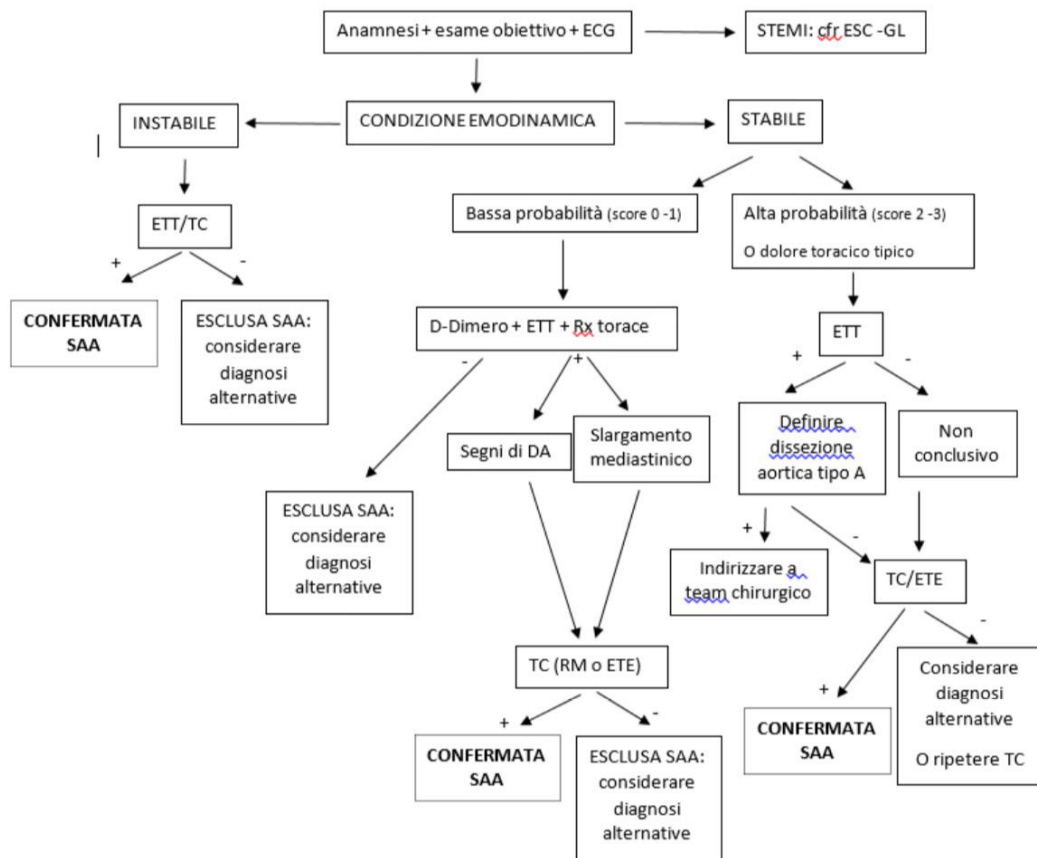 Anamnesi + esame obiettivo + ECG
STEMI: cfr ESC -GL
INSTABILE
CONDIZIONE EMODINAMICA
STABILE
ETT/TC
Bassa probabilità (score 0 -1)
Alta probabilità (score 2 -3)
O dolore toracico tipico
+
-
CONFERMATA
SAA
ESCLUSA SAA:
considerare
diagnosi
alternative
D-Dimero + ETT + Rx torace
ETT
-
+
+
-
Segni di DA
Slargamento
mediastinico
Definire
dissezione
aortica tipo A
Non
conclusivo
ESCLUSA SAA:
considerare
diagnosi
alternative
+
-
Indirizzare a
team chirurgico
TC/ETE
TC (RM o ETE)
+
-
+
-
CONFERMATA
SAA
ESCLUSA SAA:
considerare
diagnosi
alternative
CONFERMATA
SAA
Considerare
diagnosi
alternative
O ripetere TC